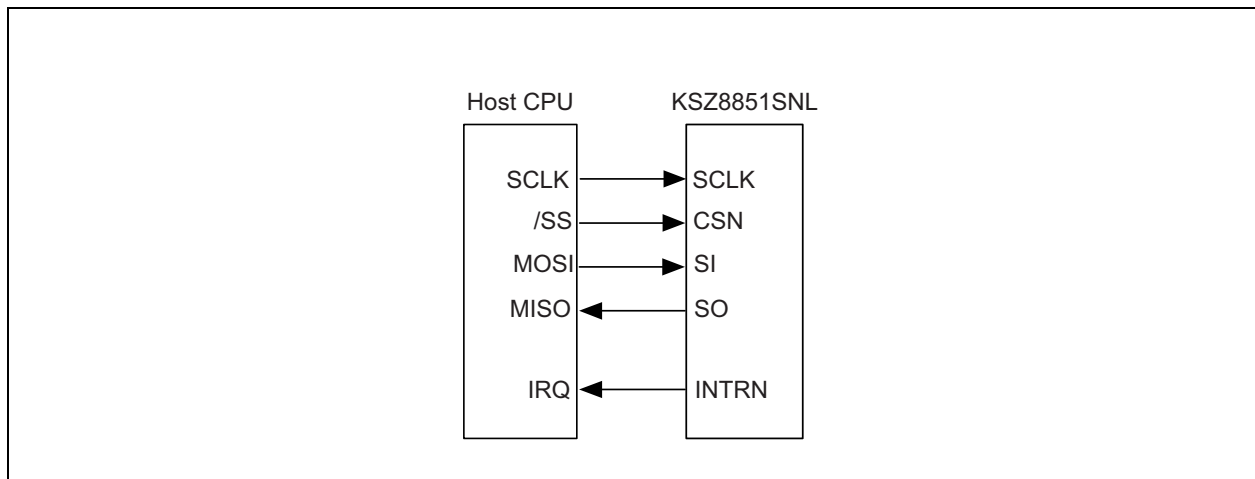 Host CPU KSZ8851SNL
SCLK SCLK
/SS CSN
MOSI SI
MISO SO
IRQ INTRN